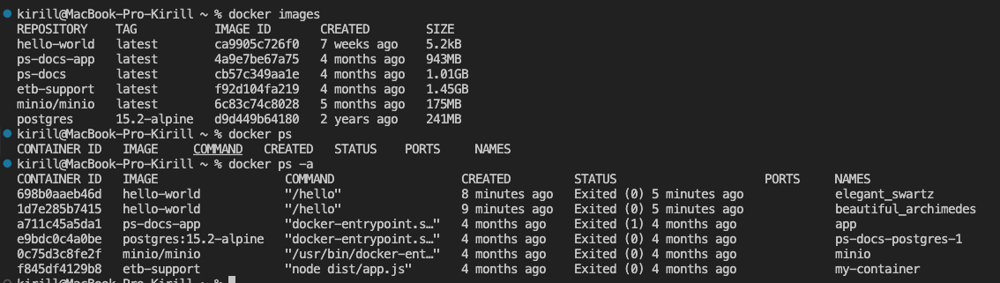 kirill@MacBook-Pro-Kirill ~ % docker images
REPOSITORY TAG IMAGE ID CREATED SIZE
hello-world latest ca9905c726f0 7 weeks ago 5.2kB
ps-docs-app latest 4a9e7be67a75 4 months ago 943MB
ps-docs latest cb57c349aa1e 4 months ago 1.01GB
etb-support latest f92d104fa219 4 months ago 1.45GB
minio/minio latest 6c83c74c8028 5 months ago 175MB
postgres 15.2-alpine d9d449b64180 2 years ago 241MB
kirill@MacBook-Pro-Kirill ~ % docker ps
CONTAINER ID IMAGE COMMAND CREATED STATUS PORTS NAMES
kirill@MacBook-Pro-Kirill ~ % docker ps -a
CONTAINER ID IMAGE COMMAND CREATED STATUS PORTS NAMES
698b0aaeb46d hello-world "/hello" 8 minutes ago Exited (0) 5 minutes ago elegant_swartz
1d7e285b7415 hello-world "/hello" 9 minutes ago Exited (0) 5 minutes ago beautiful_archimedes
a711c45a5da1 ps-docs-app "docker-entrypoint.s…" 4 months ago Exited (1) 4 months ago app
e9bdc0c4a0be postgres:15.2-alpine "docker-entrypoint.s…" 4 months ago Exited (0) 4 months ago ps-docs-postgres-1
0c75d3c8fe2f minio/minio "/usr/bin/docker-ent…" 4 months ago Exited (0) 4 months ago minio
f845df4129b8 etb-support "node dist/app.js" 4 months ago Exited (0) 4 months ago my-container
kirill@MacBook-Pro-Kirill ~ %